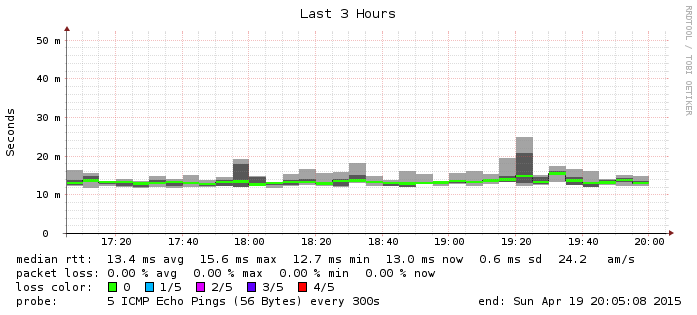 Last 3 Hours
RRDTOOL / TOBI OETIKER
Seconds
50 m
40 m
30 m
20 m
10 m
0
17:20 17:40 18:00 18:20 18:40 19:00 19:20 19:40 20:00
median rtt: 13.4 ms avg 15.6 ms max 12.7 ms min 13.0 ms now 0.6 ms sd 24.2 am/s
packet loss: 0.00 % avg 0.00 % max 0.00 % min 0.00 % now
loss color: 0 1/5 2/5 3/5 4/5
probe: 5 ICMP Echo Pings (56 Bytes) every 300s end: Sun Apr 19 20:05:08 2015